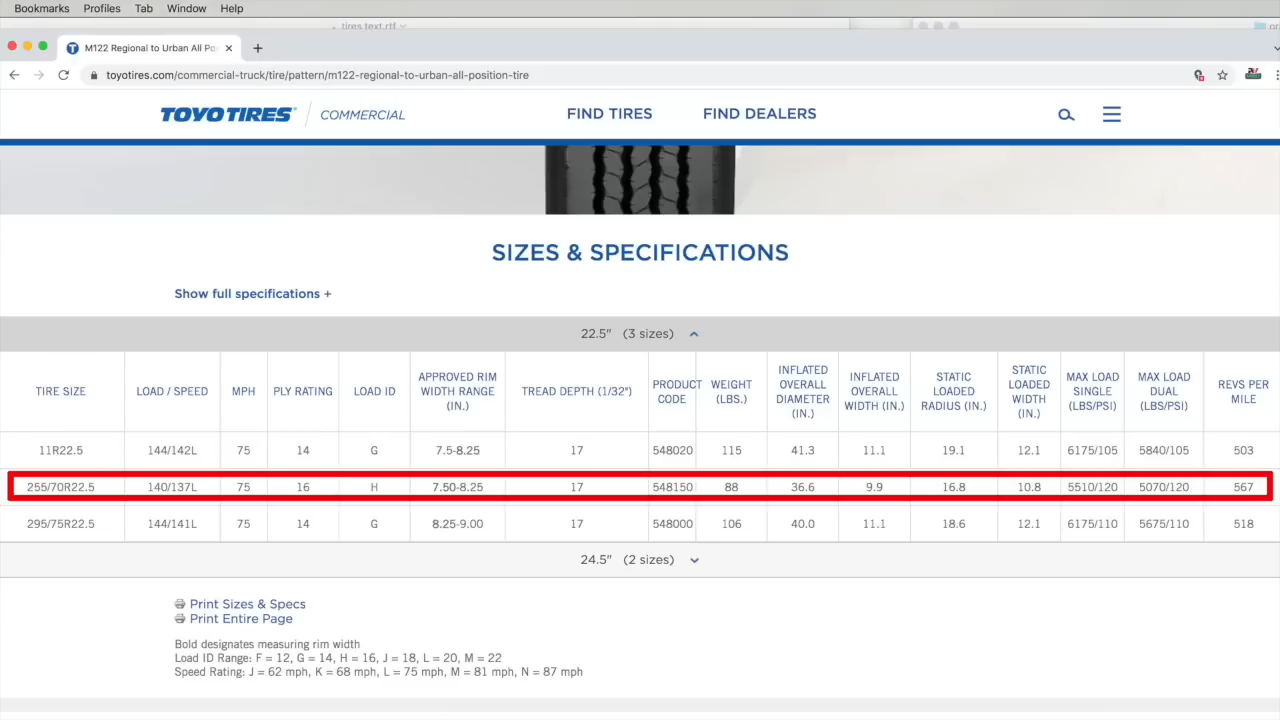 Bookmarks Profiles Tab Window Help
tires text.rtf
M122 Regional to Urban All Po
toyotires.com/commercial-truck/tire/pattern/m122-regional-to-urban-all-position-tire
TOYO TIRES COMMERCIAL FIND TIRES FIND DEALERS
SIZES & SPECIFICATIONS
Show full specifications +
22.5" (3 sizes)
TIRE SIZE LOAD / SPEED MPH PLY RATING LOAD ID APPROVED RIM WIDTH RANGE (IN.) TREAD DEPTH (1/32") PRODUCT CODE WEIGHT (LBS.) INFLATED OVERALL DIAMETER (IN.) INFLATED OVERALL WIDTH (IN.) STATIC LOADED RADIUS (IN.) STATIC LOADED WIDTH (IN.) MAX LOAD SINGLE (LBS/PSI) MAX LOAD DUAL (LBS/PSI) REVS PER MILE
11R22.5 144/142L 75 14 G 7.5-8.25 17 548020 115 41.3 11.1 19.1 12.1 6175/105 5840/105 503
255/70R22.5 140/137L 75 16 H 7.50-8.25 17 548150 88 36.6 9.9 16.8 10.8 5510/120 5070/120 567
295/75R22.5 144/141L 75 14 G 8.25-9.00 17 548000 106 40.0 11.1 18.6 12.1 6175/110 5675/110 518
24.5" (2 sizes)
Print Sizes & Specs
Print Entire Page
Bold designates measuring rim width
Load ID Range: F = 12, G = 14, H = 16, J = 18, L = 20, M = 22
Speed Rating: J = 62 mph, K = 68 mph, L = 75 mph, M = 81 mph, N = 87 mph